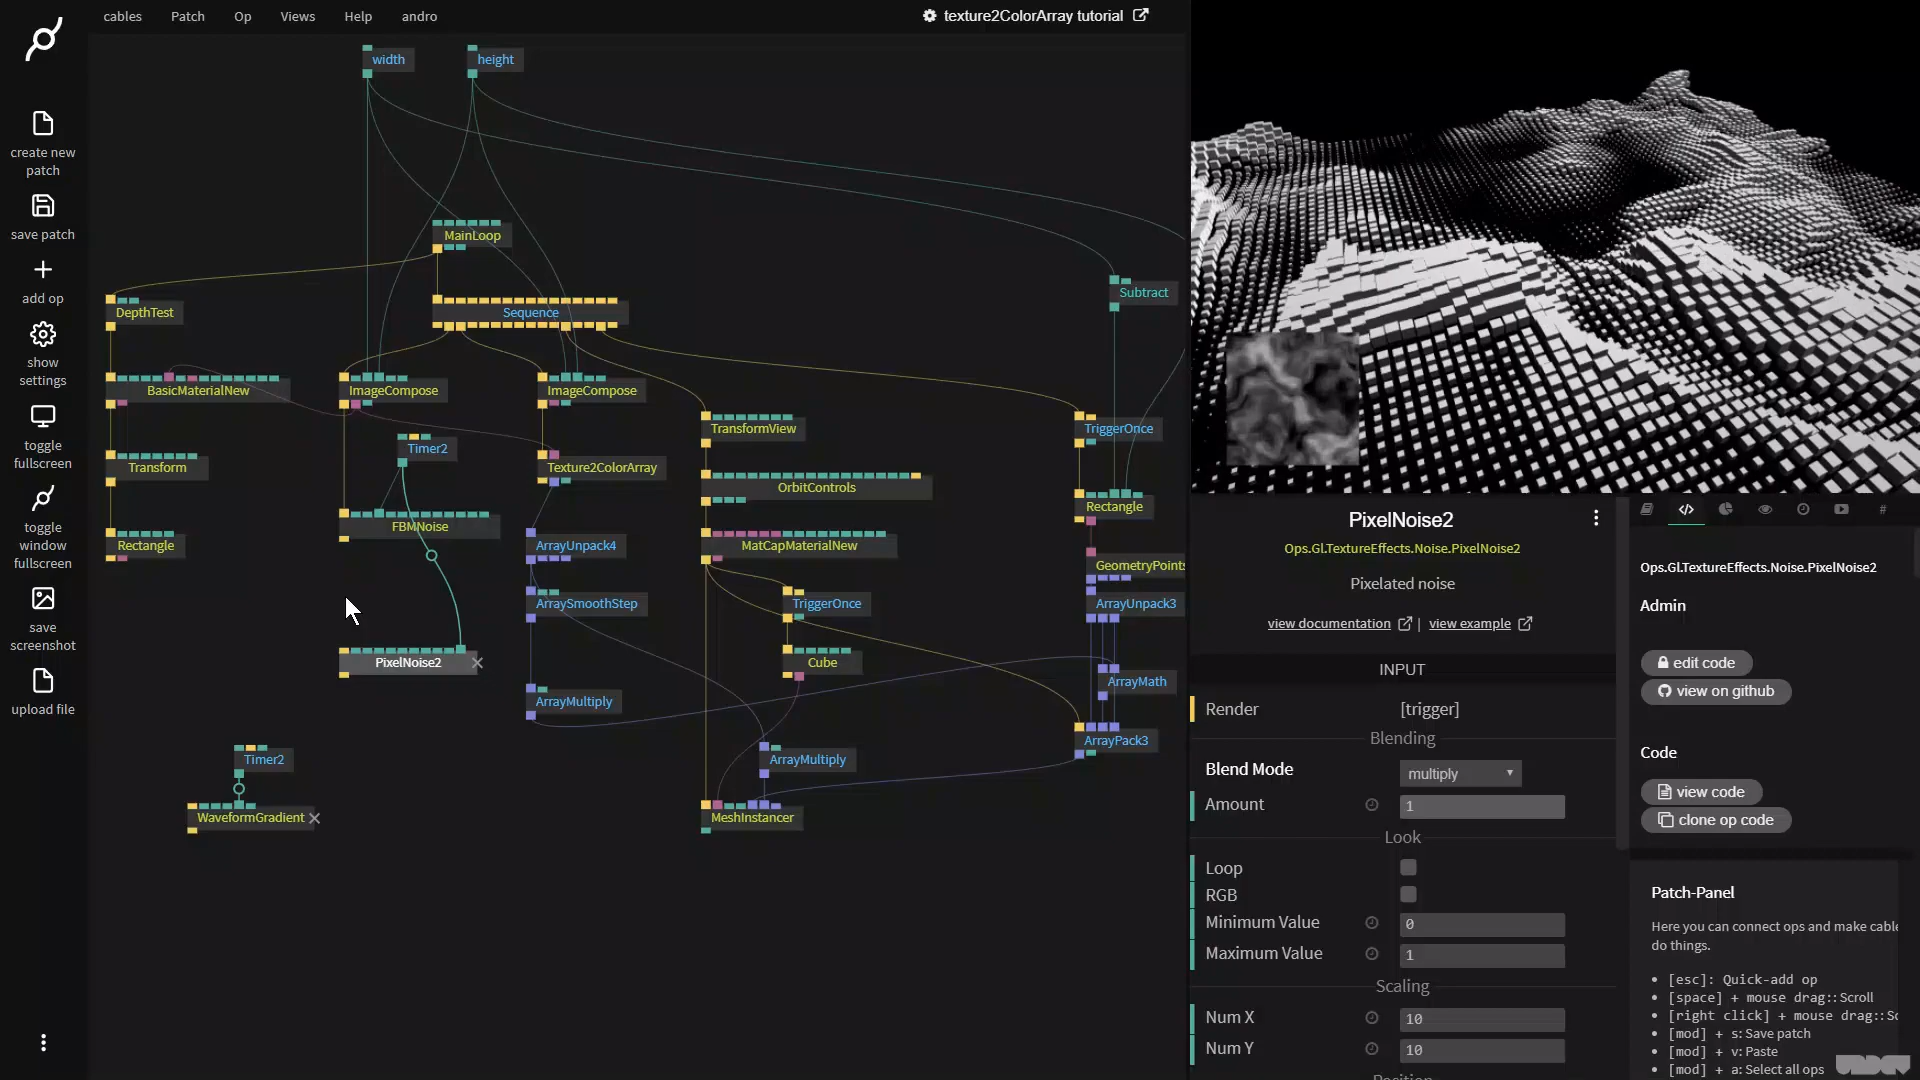 cables
Patch
Op
Views
Help
andro
texture2ColorArray tutorial
create new
patch
save patch
add op
show
settings
toggle
fullscreen
toggle
window
fullscreen
save
screenshot
upload file
width
height
MainLoop
Subtract
DepthTest
Sequence
BasicMaterialNew
ImageCompose
ImageCompose
TransformView
TriggerOnce
Timer2
Transform
Texture2ColorArray
OrbitControls
Rectangle
FBMNoise
Rectangle
ArrayUnpack4
MatCapMaterialNew
GeometryPoints
ArraySmoothStep
TriggerOnce
ArrayUnpack3
PixelNoise2
Cube
ArrayMath
ArrayMultiply
ArrayPack3
Timer2
ArrayMultiply
WaveformGradient
MeshInstancer
PixelNoise2
Ops.Gl.TextureEffects.Noise.PixelNoise2
Pixelated noise
view documentation | view example
INPUT
Render [trigger]
Blending
Blend Mode multiply
Amount 1
Look
Loop
RGB
Minimum Value 0
Maximum Value 1
Scaling
Num X 10
Num Y 10
Position
#
Ops.Gl.TextureEffects.Noise.PixelNoise2
Admin
edit code
view on github
Code
view code
clone op code
Patch-Panel
Here you can connect ops and make cable
do things.
[esc]: Quick-add op
[space] + mouse drag::Scroll
[right click] + mouse drag::Sc
[mod] + s: Save patch
[mod] + v: Paste
[mod] + a: Select all ops